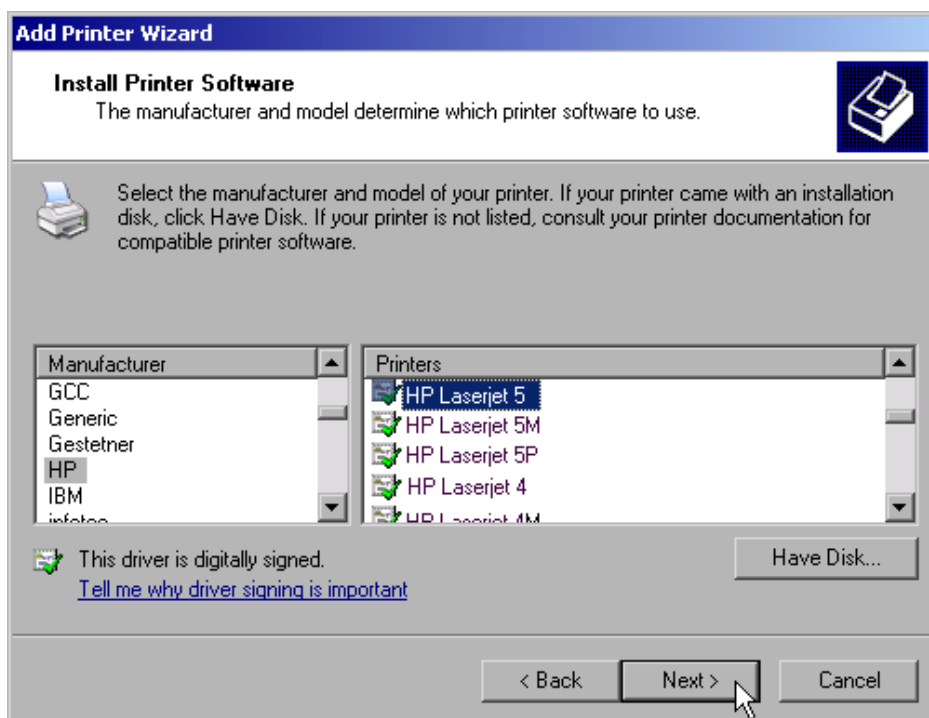 Add Printer Wizard
Install Printer Software
The manufacturer and model determine which printer software to use.
Select the manufacturer and model of your printer. If your printer came with an installation
disk, click Have Disk. If your printer is not listed, consult your printer documentation for
compatible printer software.
Manufacturer
GCC
Generic
Gestetner
HP
IBM
infotec
Printers
HP Laserjet 5
HP Laserjet 5M
HP Laserjet 5P
HP Laserjet 4
HP Laserjet 4M
This driver is digitally signed.
Tell me why driver signing is important
Have Disk...
< Back
Next >
Cancel